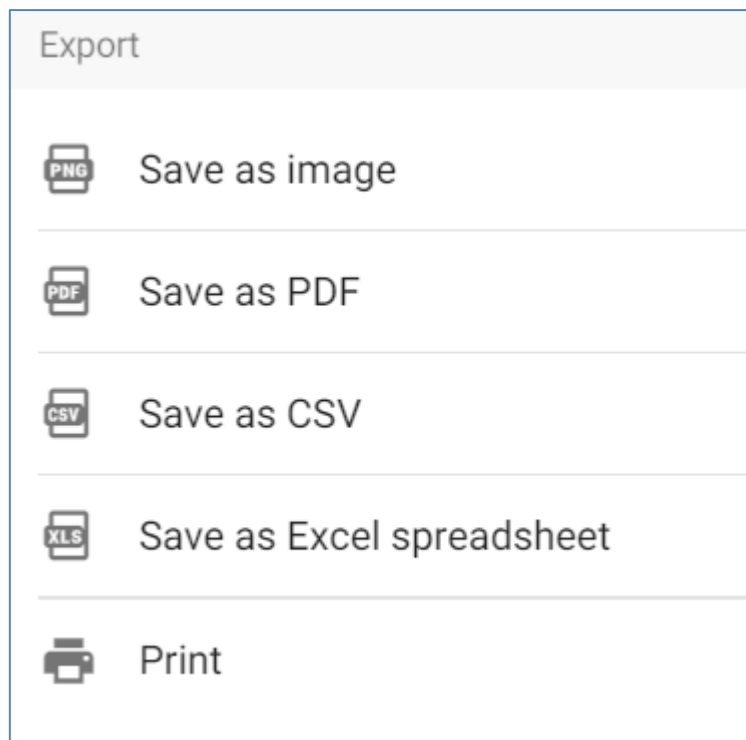 Export
PNG Save as image
PDF Save as PDF
CSV Save as CSV
XLS Save as Excel spreadsheet
Print